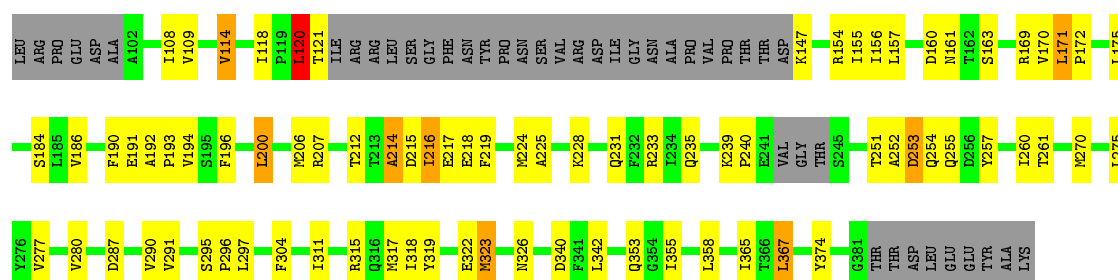 LEU ARG PRO GLU ASP ALA A102 I108 V109 V114 I118 P119 L120 T121 ILE ARG ARG LEU SER GLY PHE ASN TYR PRO ASN SER VAL ARG ASP ILE GLY ASN ALA PRO VAL PRO THR THR ASP K147 R154 I155 I156 L157 D160 N161 T162 S163 R169 V170 L171 P172 L175
S184 L185 V186 F190 E191 A192 P193 V194 S195 F196 L200 M206 R207 T212 T213 A214 D215 I216 E217 E218 F219 M224 A225 K228 Q231 F232 R233 I234 Q235 K239 P240 E241 VAL GLY THR S245 T251 A252 D253 Q254 Q255 D256 Y257 I260 T261 M270
Y276 V277 V280 D287 V290 V291 S295 P296 L297 F304 I311 R315 Q316 M317 I318 Y319 E322 M323 N326 D340 F341 L342 Q353 G354 I355 L358 I365 T366 L367 Y374 G381 THR THR ASP LEU GLU GLU TYR ALA LYS